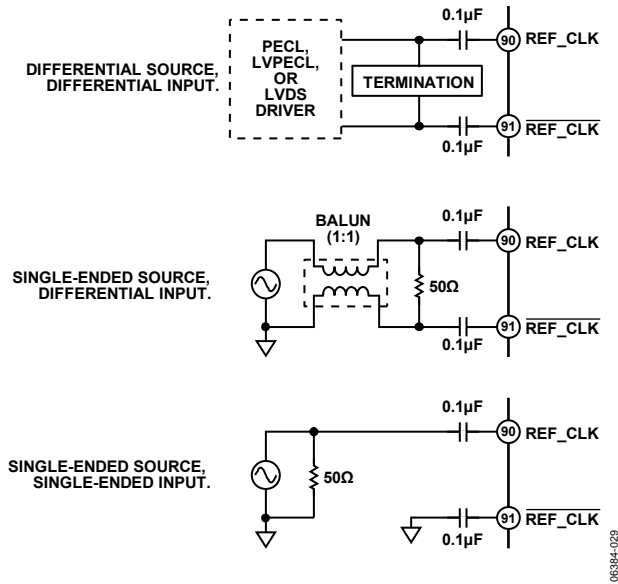 0.1µF
90 REF_CLK
PECL,
LVPECL,
OR
LVDS
DRIVER
DIFFERENTIAL SOURCE,
DIFFERENTIAL INPUT.
TERMINATION
91 REF_CLK
0.1µF
BALUN
(1:1)
0.1µF
90 REF_CLK
SINGLE-ENDED SOURCE,
DIFFERENTIAL INPUT.
50Ω
91 REF_CLK
0.1µF
0.1µF
90 REF_CLK
SINGLE-ENDED SOURCE,
SINGLE-ENDED INPUT.
50Ω
91 REF_CLK
0.1µF
06384-029